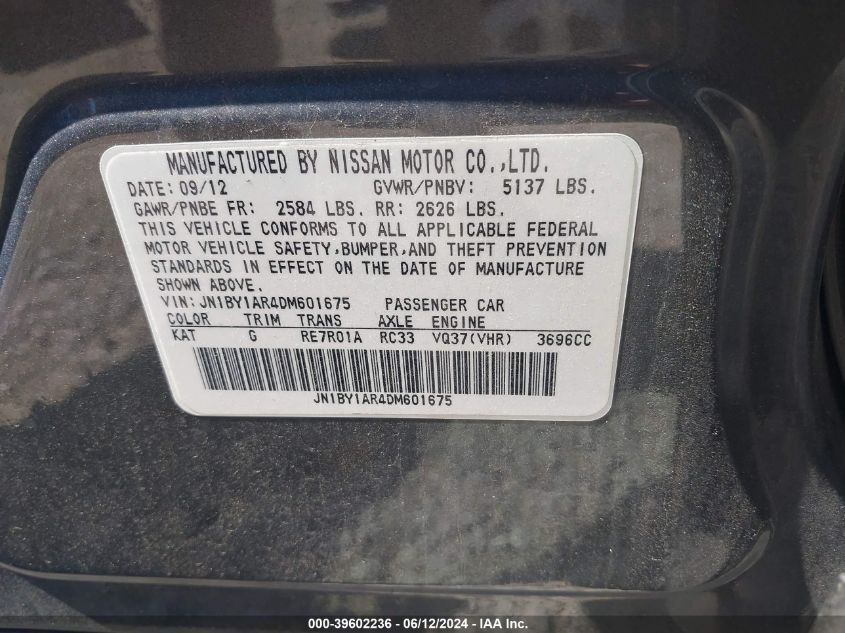 MANUFACTURED BY NISSAN MOTOR CO.,LTD.
DATE: 09/12 GVWR/PNBV: 5137 LBS.
GAWR/PNBE FR: 2584 LBS. RR: 2626 LBS.
THIS VEHICLE CONFORMS TO ALL APPLICABLE FEDERAL
MOTOR VEHICLE SAFETY,BUMPER,AND THEFT PREVENTION
STANDARDS IN EFFECT ON THE DATE OF MANUFACTURE
SHOWN ABOVE.
VIN: JN1BY1AR4DM601675 PASSENGER CAR
COLOR TRIM TRANS AXLE ENGINE
KAT G RE7R01A RC33 VQ37(VHR) 3696CC
JN1BY1AR4DM601675
000-39602236 - 06/12/2024 - IAA Inc.